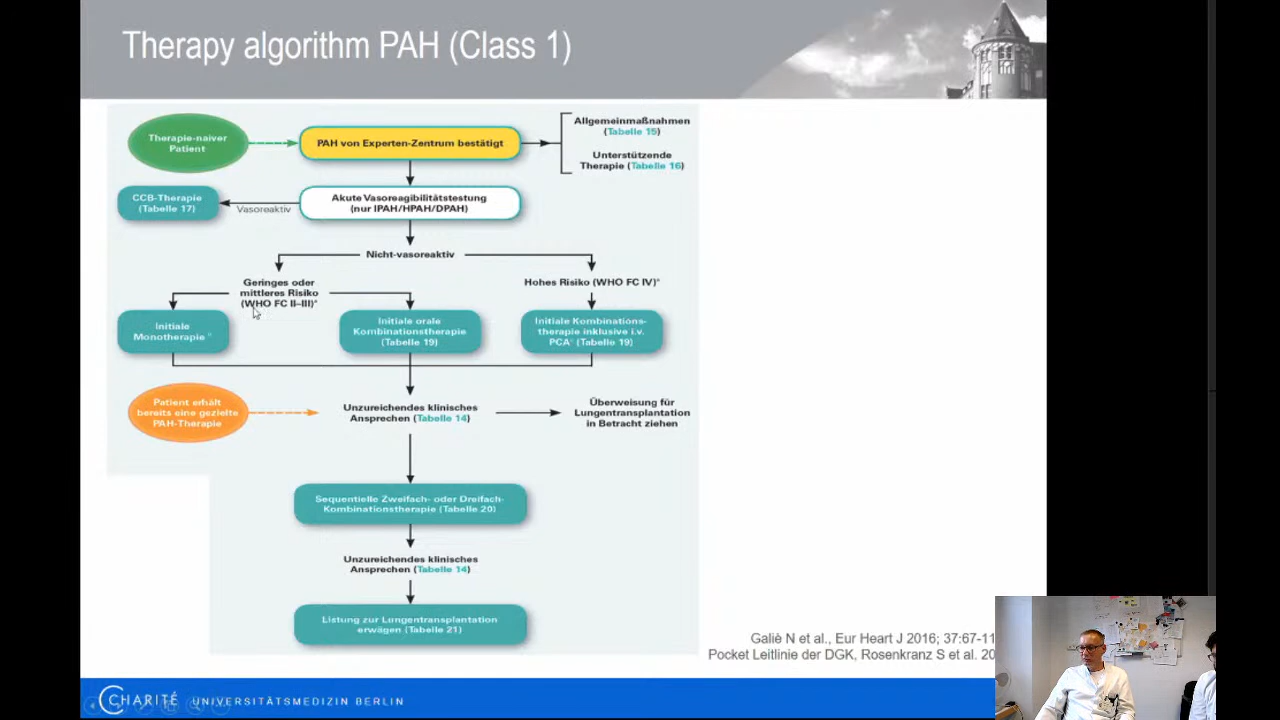 Therapy algorithm PAH (Class 1)
Therapie-naiver
Patient
PAH von Experten-Zentrum bestätigt
Allgemeinmaßnahmen
(Tabelle 15)
Unterstützende
Therapie (Tabelle 16)
CCB-Therapie
(Tabelle 17)
Vasoreaktiv
Akute Vasoreagibilitätstestung
(nur IPAH/HPAH/DPAH)
Nicht-vasoreaktiv
Geringes oder
mittleres Risiko
(WHO FC II–III)
Hohes Risiko (WHO FC IV)
Initiale
Monotherapie
Initiale orale
Kombinationstherapie
(Tabelle 19)
Initiale Kombinations-
therapie inklusive i.v.
PCA (Tabelle 19)
Patient erhält
bereits eine gezielte
PAH-Therapie
Unzureichendes klinisches
Ansprechen (Tabelle 14)
Überweisung für
Lungentransplantation
in Betracht ziehen
Sequentielle Zweifach- oder Dreifach-
Kombinationstherapie (Tabelle 20)
Unzureichendes klinisches
Ansprechen (Tabelle 14)
Listung zur Lungentransplantation
erwägen (Tabelle 21)
Galiè N et al., Eur Heart J 2016; 37:67-11
Pocket Leitlinie der DGK, Rosenkranz S et al. 20
CHARITÉ UNIVERSITÄTSMEDIZIN BERLIN